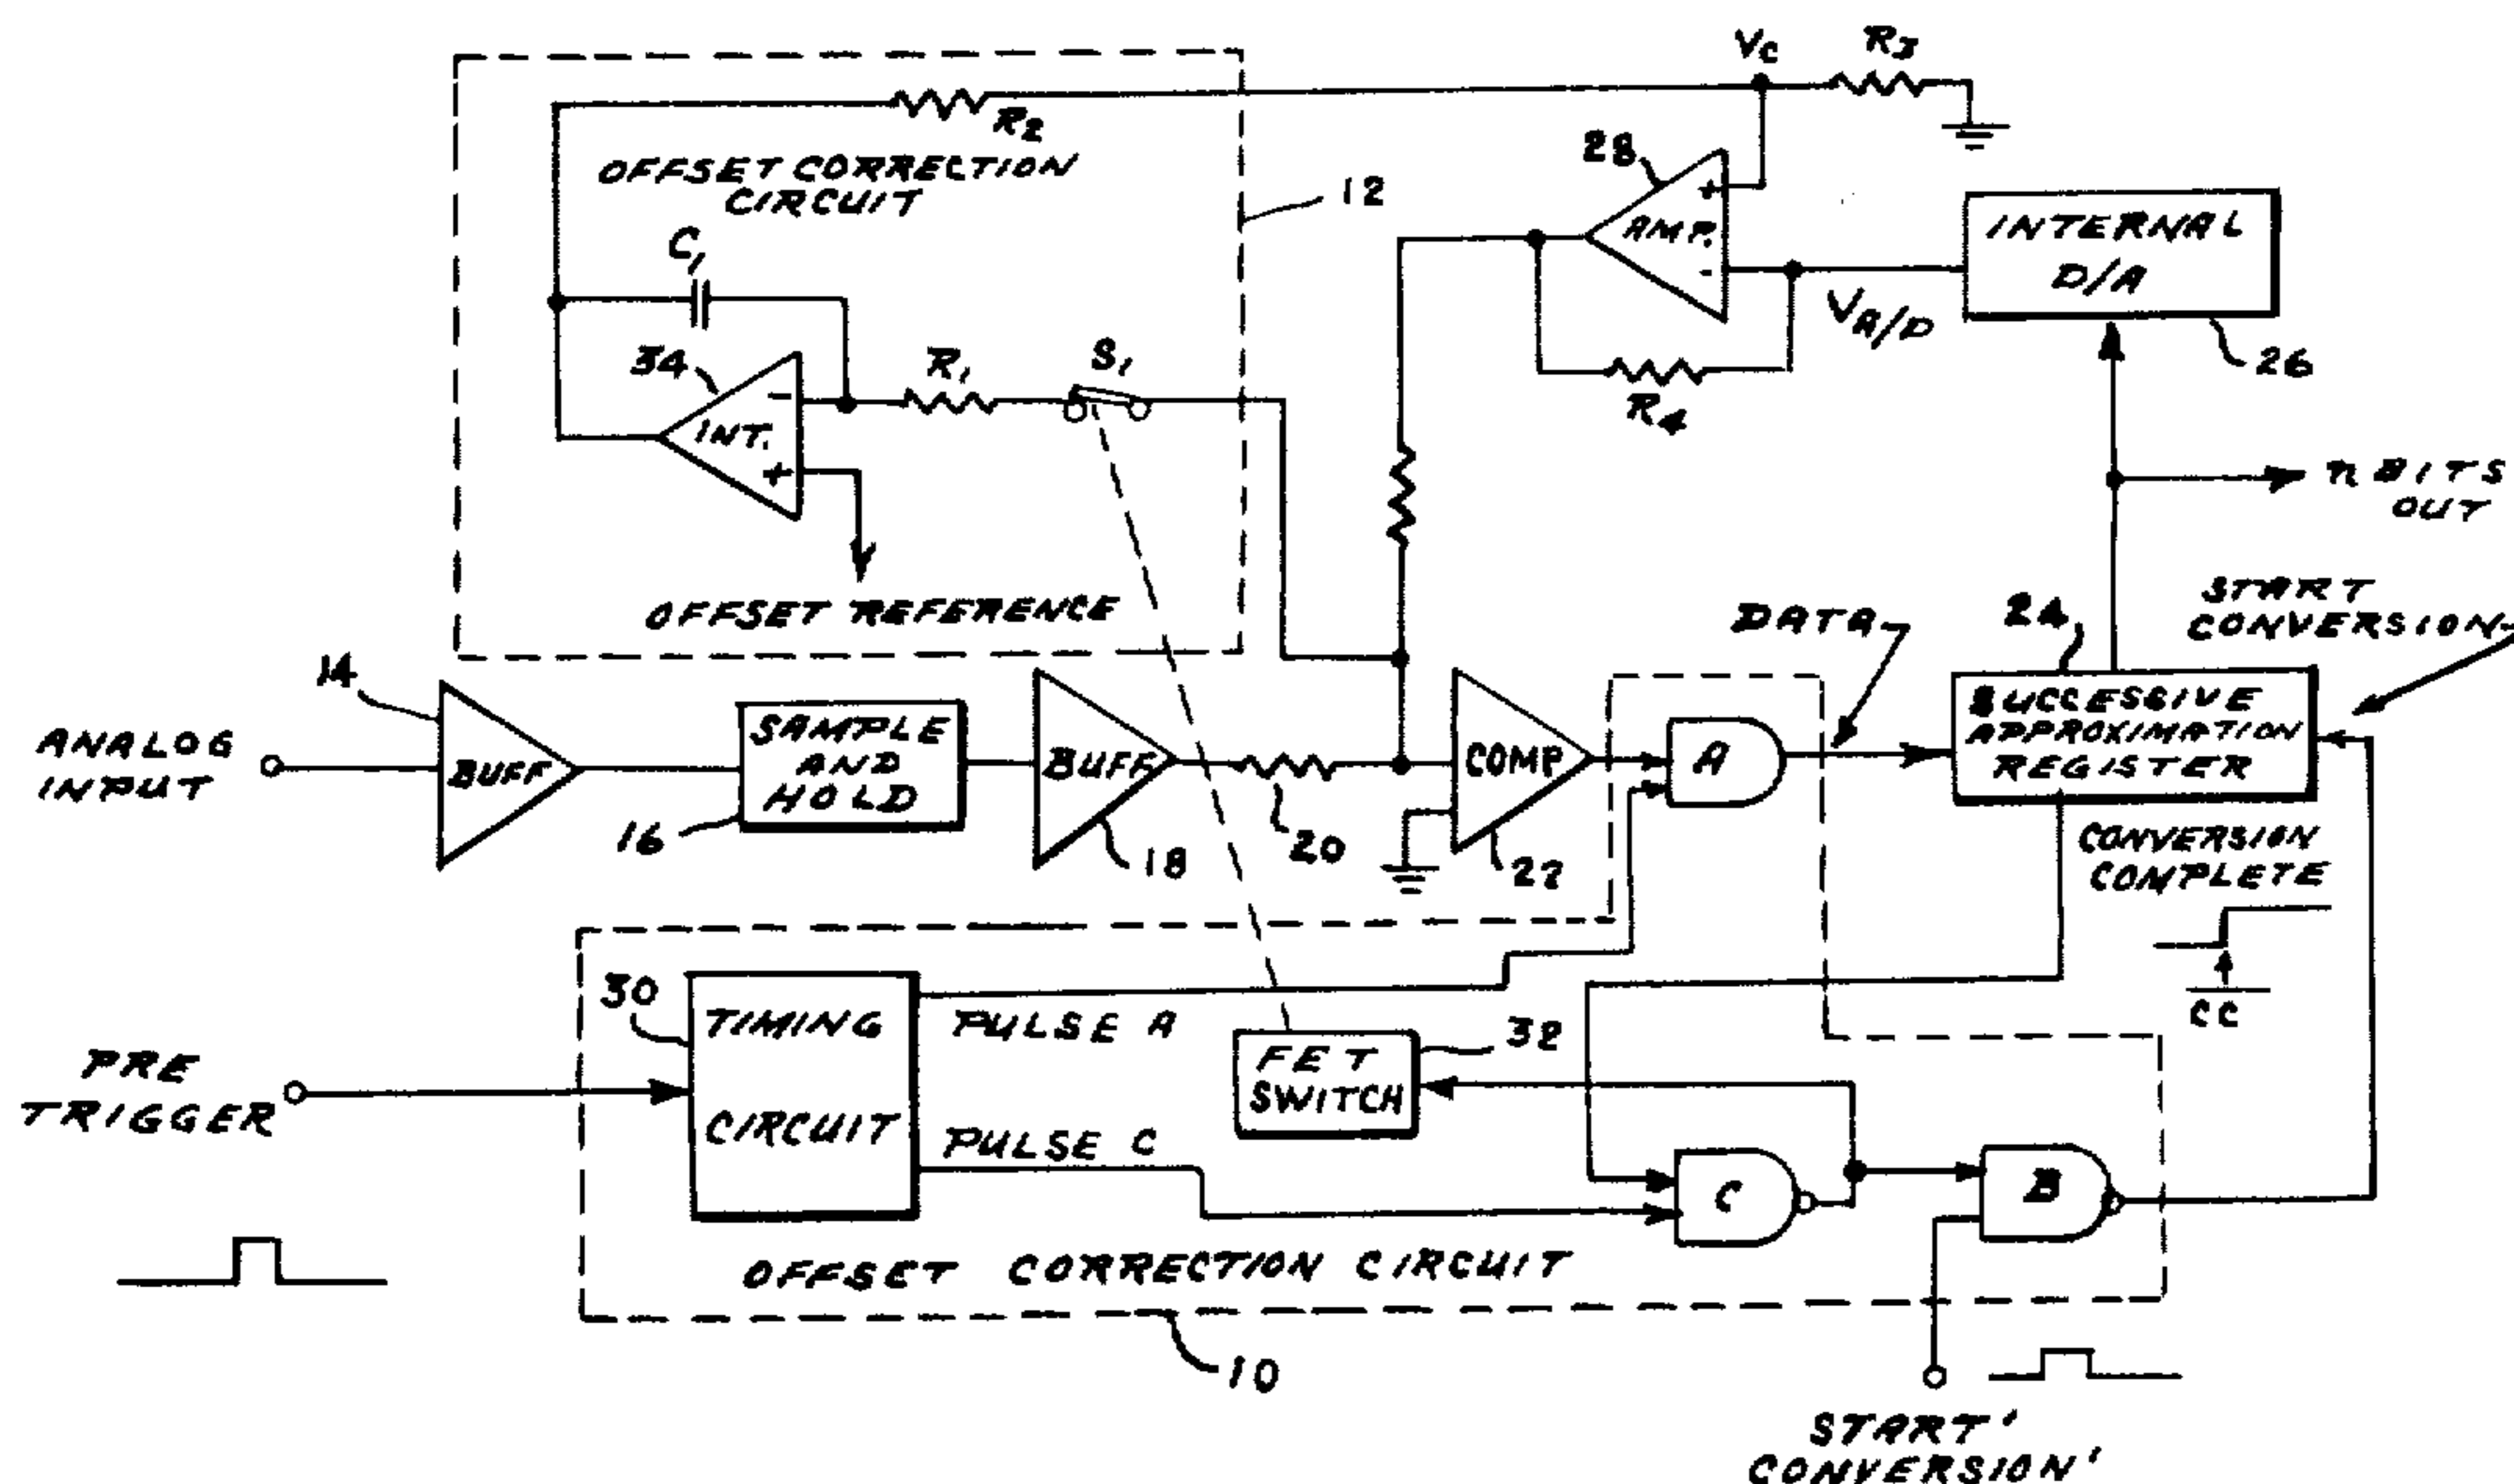 Vc
R3
R2
OFFSET CORRECTION
CIRCUIT
12
28
+
AMP.
-
INTERNAL
D/A
VA/D
26
C1
34
R1
S1
-
INT.
+
R4
n BITS
OUT
OFFSET REFERENCE
START
CONVERSION
DATA
24
14
ANALOG
INPUT
BUFF
SAMPLE
AND
HOLD
16
BUFF
18
20
COMP
22
A
SUCCESSIVE
APPROXIMATION
REGISTER
CONVERSION
COMPLETE
CC
30
TIMING
CIRCUIT
PULSE A
PULSE C
FET
SWITCH
32
PRE
TRIGGER
C
B
OFFSET CORRECTION CIRCUIT
10
START'
CONVERSION'